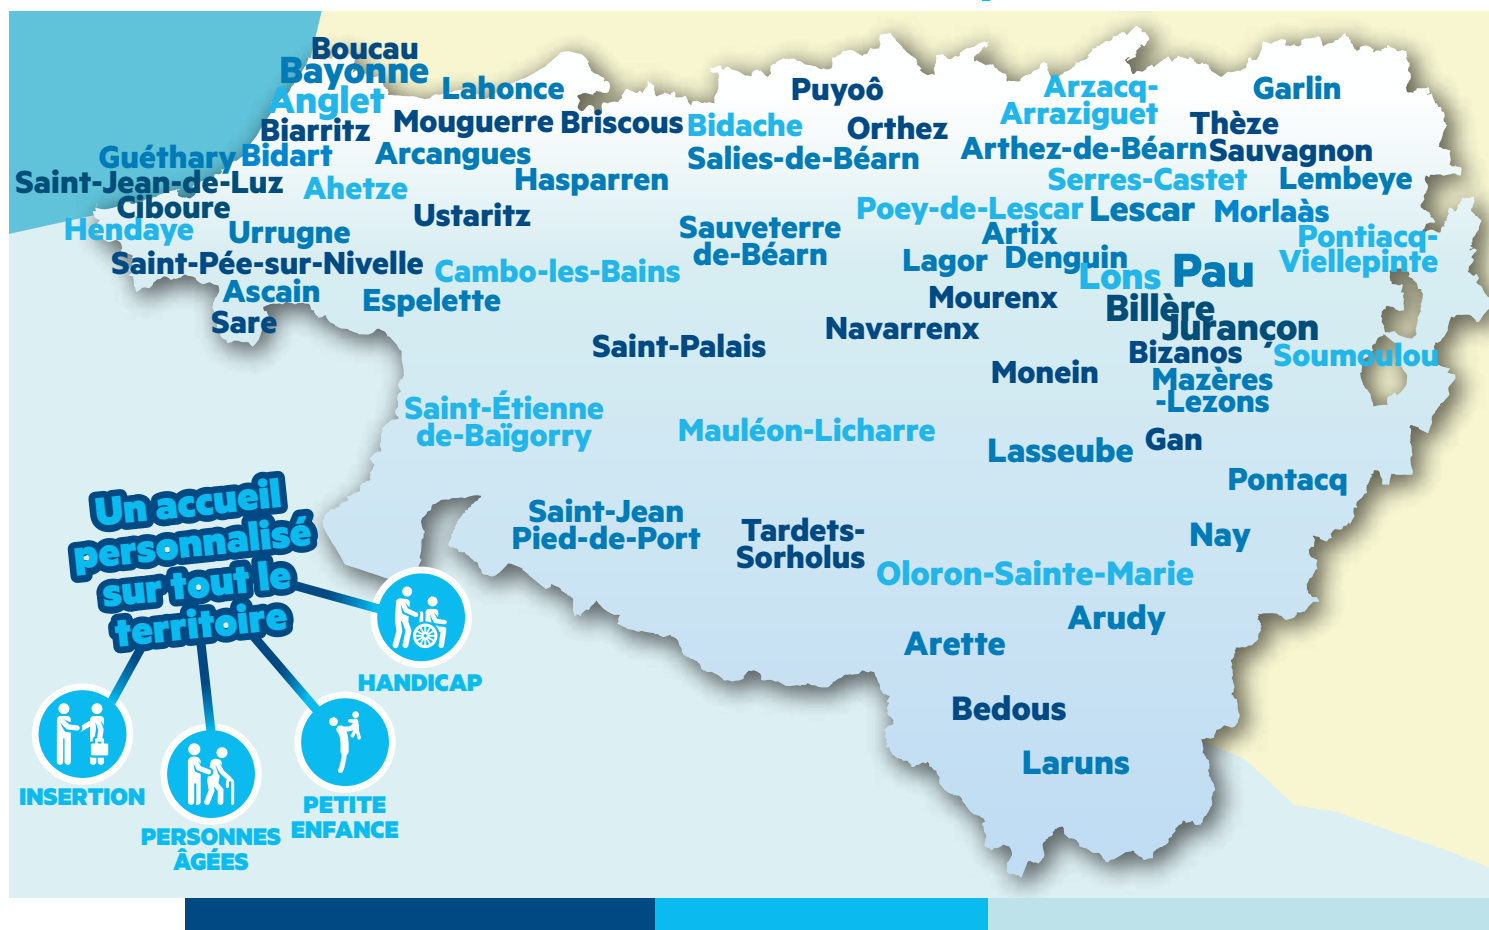 Boucau
Bayonne
Anglet
Biarritz
Lahonce
Mouguerre
Briscous
Bidache
Puyoô
Orthez
Arzacq-
Arraziguet
Garlin
Thèze
Guéthary
Bidart
Arcangues
Salies-de-Béarn
Arthez-de-Béarn
Sauvagnon
Saint-Jean-de-Luz
Ahetze
Hasparren
Serres-Castet
Lembeye
Ciboure
Ustaritz
Poey-de-Lescar
Lescar
Morlaàs
Hendaye
Urrugne
Sauveterre
de-Béarn
Artix
Pontiacq-
Viellepinte
Saint-Pée-sur-Nivelle
Cambo-les-Bains
Lagor
Denguin
Lons
Pau
Ascain
Espelette
Mourenx
Billère
Sare
Navarrenx
Jurançon
Saint-Palais
Bizanos
Soumoulou
Monein
Mazères
-Lezons
Saint-Étienne
de-Baïgorry
Mauléon-Licharre
Lasseube
Gan
Pontacq
Saint-Jean
Pied-de-Port
Tardets-
Sorholus
Nay
Oloron-Sainte-Marie
Arudy
Arette
Bedous
Laruns
Un accueil
personnalisé
sur tout le
territoire
HANDICAP
INSERTION
PERSONNES
ÂGÉES
PETITE
ENFANCE